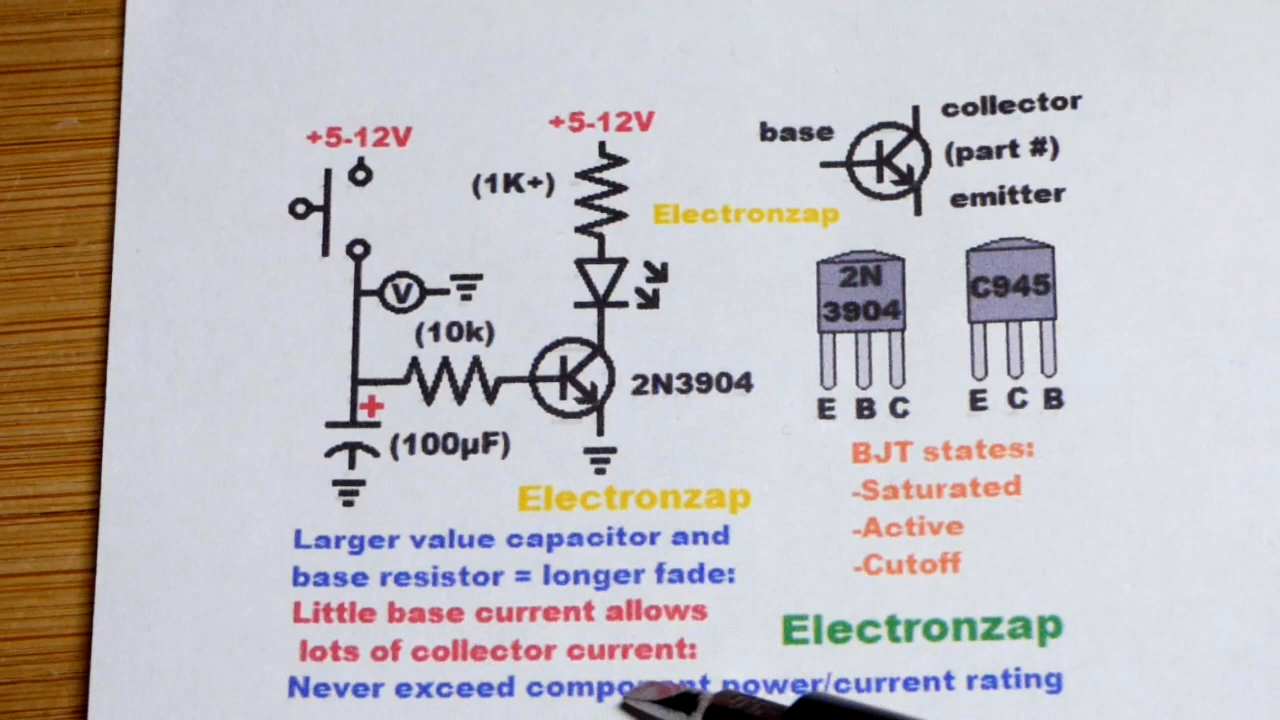 +5-12V
+5-12V
(1K+)
Electronzap
V
(10k)
2N3904
+
(100µF)
Electronzap
base
collector
(part #)
emitter
2N
3904
E B C
C945
E C B
BJT states:
-Saturated
-Active
-Cutoff
Larger value capacitor and
base resistor = longer fade:
Little base current allows
lots of collector current:
Never exceed power/current rating
Electronzap